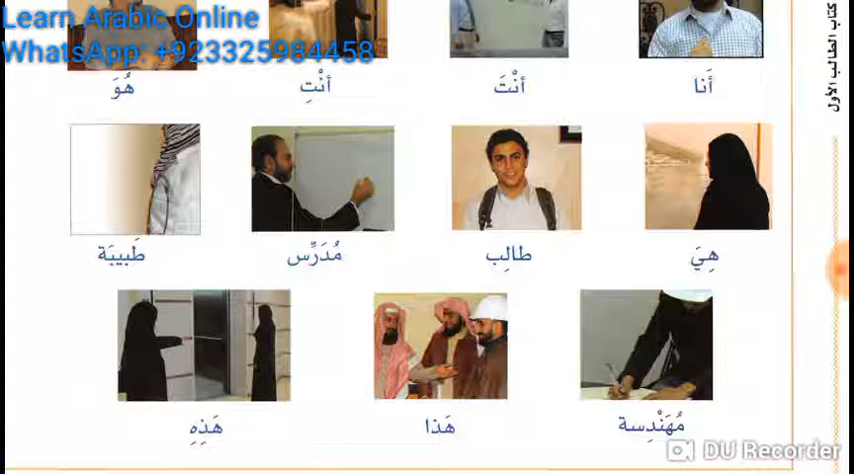 Learn Arabic Online
WhatsApp: +923325984458
كتاب الطالب الأول
أَنا
أَنْتَ
أَنْتِ
هُوَ
هِيَ
طالِب
مُدَرِّس
طَبيبَة
مُهَنْدِسة
هَذا
هَذِهِ
DU Recorder